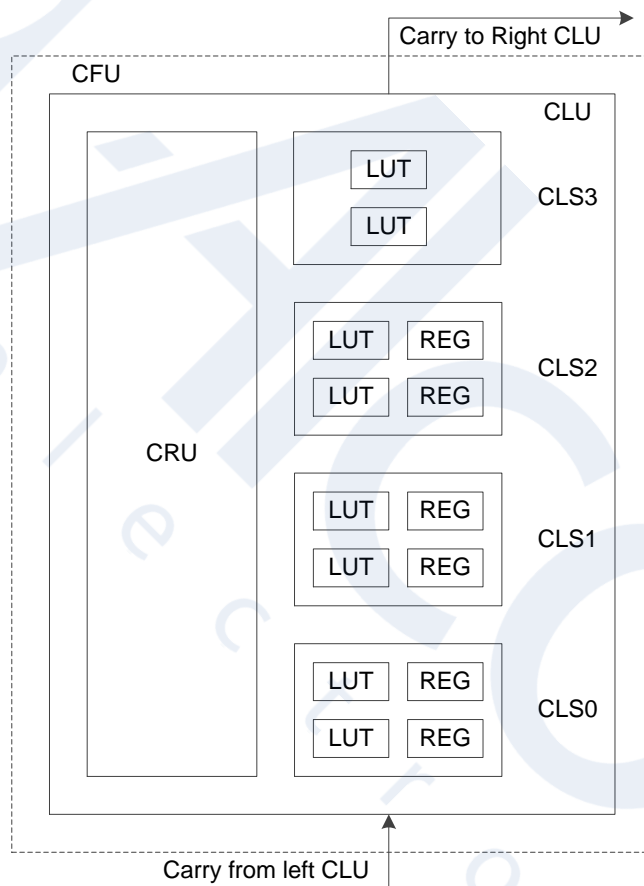 Carry to Right CLU
CFU
CLU
LUT
LUT
CLS3
LUT REG
LUT REG
CLS2
CRU
LUT REG
LUT REG
CLS1
LUT REG
LUT REG
CLS0
Carry from left CLU